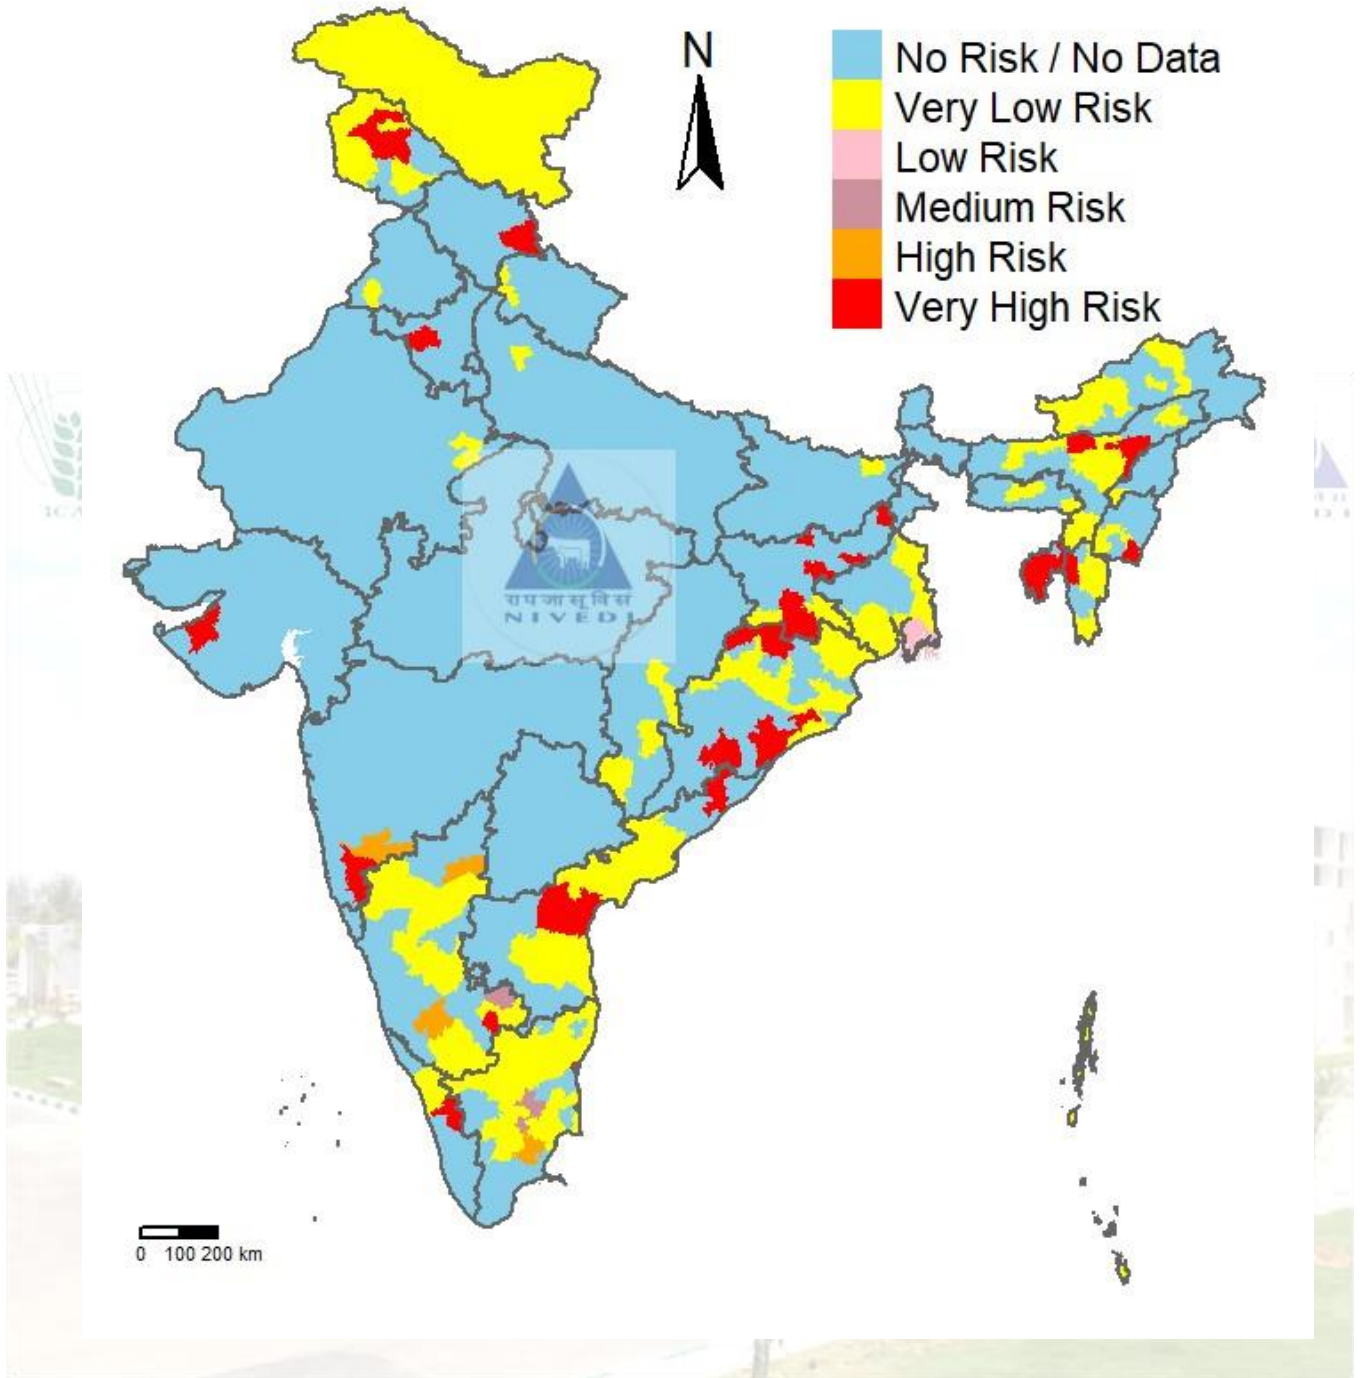 N
No Risk / No Data
Very Low Risk
Low Risk
Medium Risk
High Risk
Very High Risk
NIVEDI
0 100 200 km